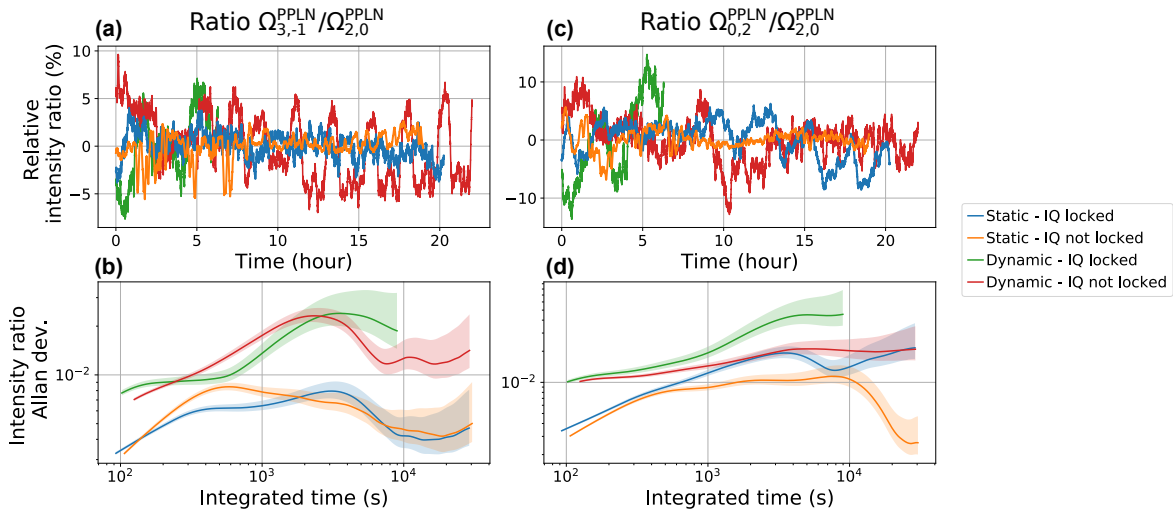 (a) Ratio Ω^PPLN_3,-1/Ω^PPLN_2,0
Relative
intensity ratio (%)
10
5
0
−5
0 5 10 15 20
Time (hour)
(c) Ratio Ω^PPLN_0,2/Ω^PPLN_2,0
10
0
−10
0 5 10 15 20
Time (hour)
(b)
Intensity ratio
Allan dev.
10^−2
10^2 10^3 10^4
Integrated time (s)
(d)
10^−2
10^2 10^3 10^4
Integrated time (s)
Static - IQ locked
Static - IQ not locked
Dynamic - IQ locked
Dynamic - IQ not locked